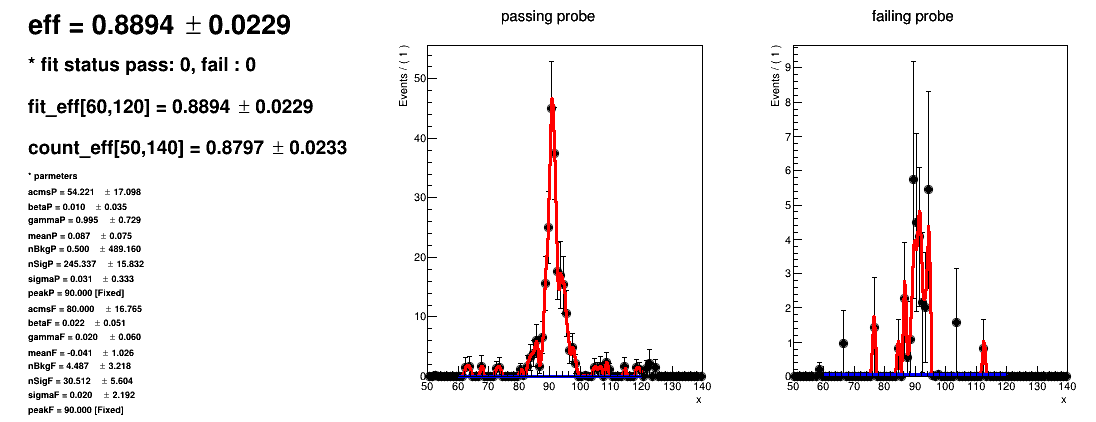 eff = 0.8894 ± 0.0229
* fit status pass: 0, fail : 0
fit_eff[60,120] = 0.8894 ± 0.0229
count_eff[50,140] = 0.8797 ± 0.0233
* parmeters
acmsP = 54.221 ± 17.098
betaP = 0.010 ± 0.035
gammaP = 0.995 ± 0.729
meanP = 0.087 ± 0.075
nBkgP = 0.500 ± 489.160
nSigP = 245.337 ± 15.832
sigmaP = 0.031 ± 0.333
peakP = 90.000 [Fixed]
acmsF = 80.000 ± 16.765
betaF = 0.022 ± 0.051
gammaF = 0.020 ± 0.060
meanF = -0.041 ± 1.026
nBkgF = 4.487 ± 3.218
nSigF = 30.512 ± 5.604
sigmaF = 0.020 ± 2.192
peakF = 90.000 [Fixed]
passing probe
Events / ( 1 )
50
40
30
20
10
0
50 60 70 80 90 100 110 120 130 140
x
failing probe
Events / ( 1 )
9
8
7
6
5
4
3
2
1
0
50 60 70 80 90 100 110 120 130 140
x